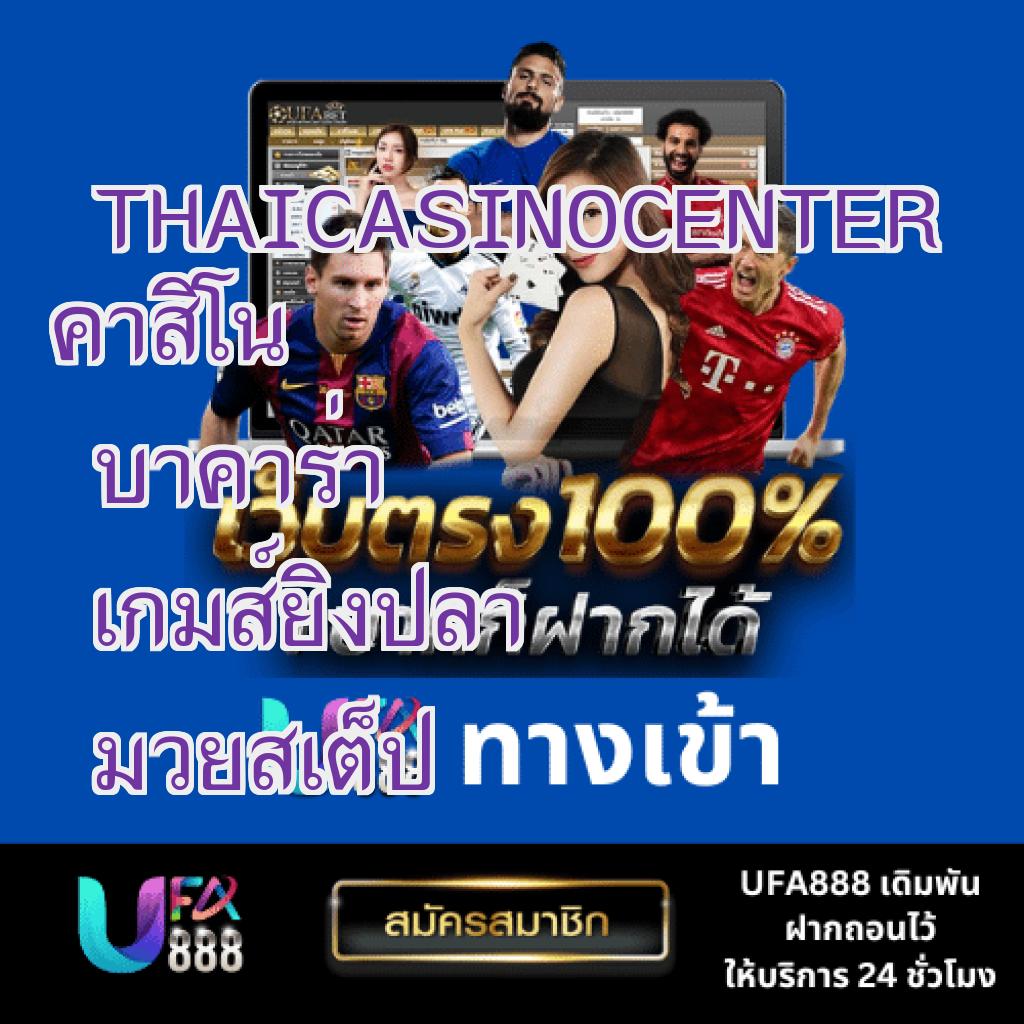 UFABET
THAICASINOCENTER
คาสิโน
บาคาร่า
QATAR
เว็บตรง100%
เกมส์ยิงปลา
ก็ฝากได้
มวยสเต็ป
ทางเข้า
UFA
888
สมัครสมาชิก
UFA888 เดิมพัน
ฝากถอนไว้
ให้บริการ 24 ชั่วโมง